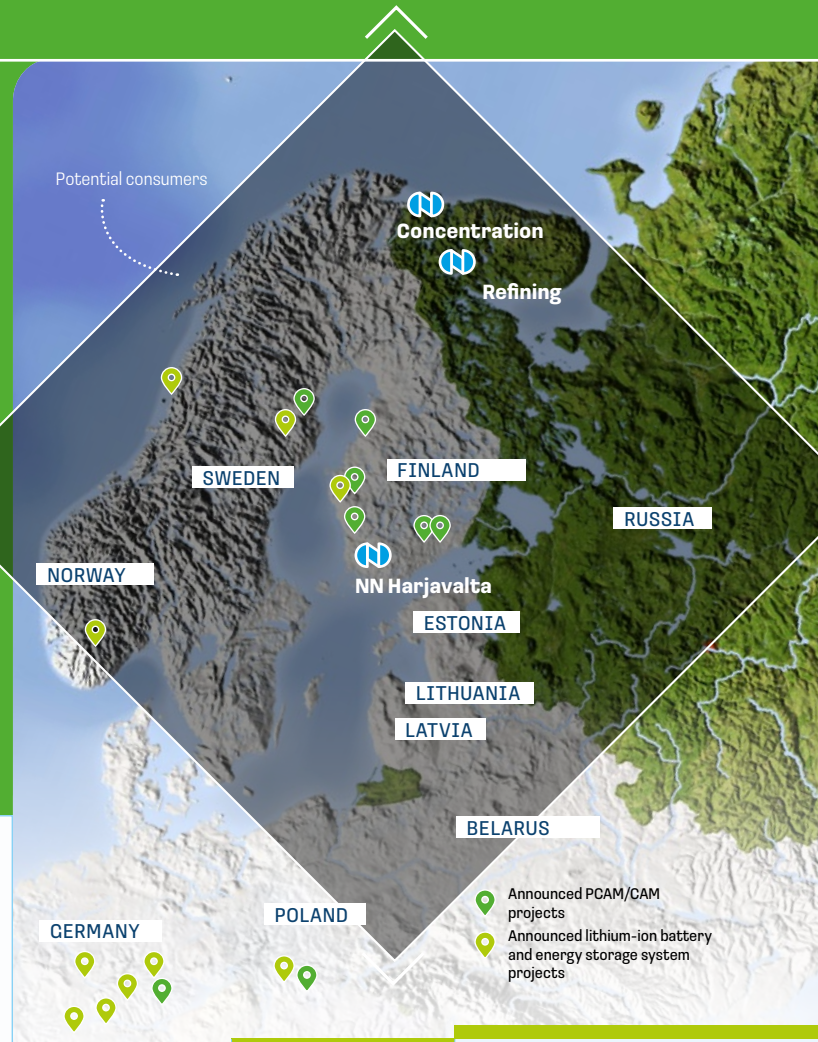 Potential consumers
Concentration
Refining
SWEDEN
FINLAND
RUSSIA
NORWAY
NN Harjavalta
ESTONIA
LITHUANIA
LATVIA
BELARUS
Announced PCAM/CAM
projects
Announced lithium-ion battery
and energy storage system
projects
POLAND
GERMANY